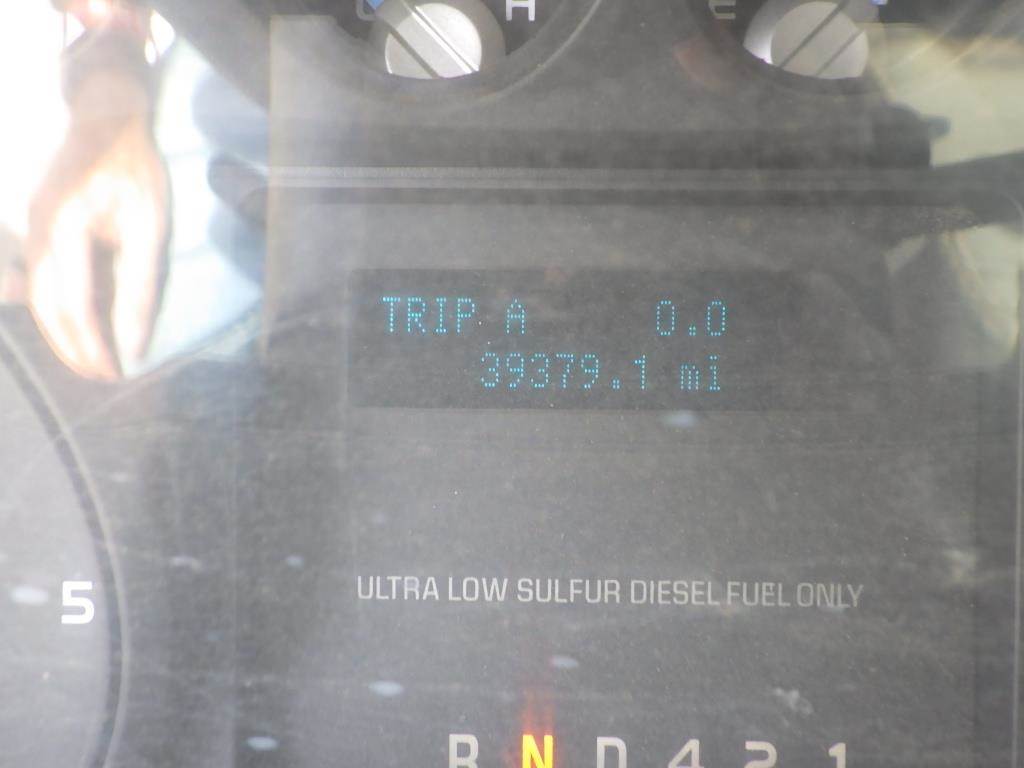 H E
TRIP A 0.0
39379.1 mi
5
ULTRA LOW SULFUR DIESEL FUEL ONLY
R N D 4 2 1